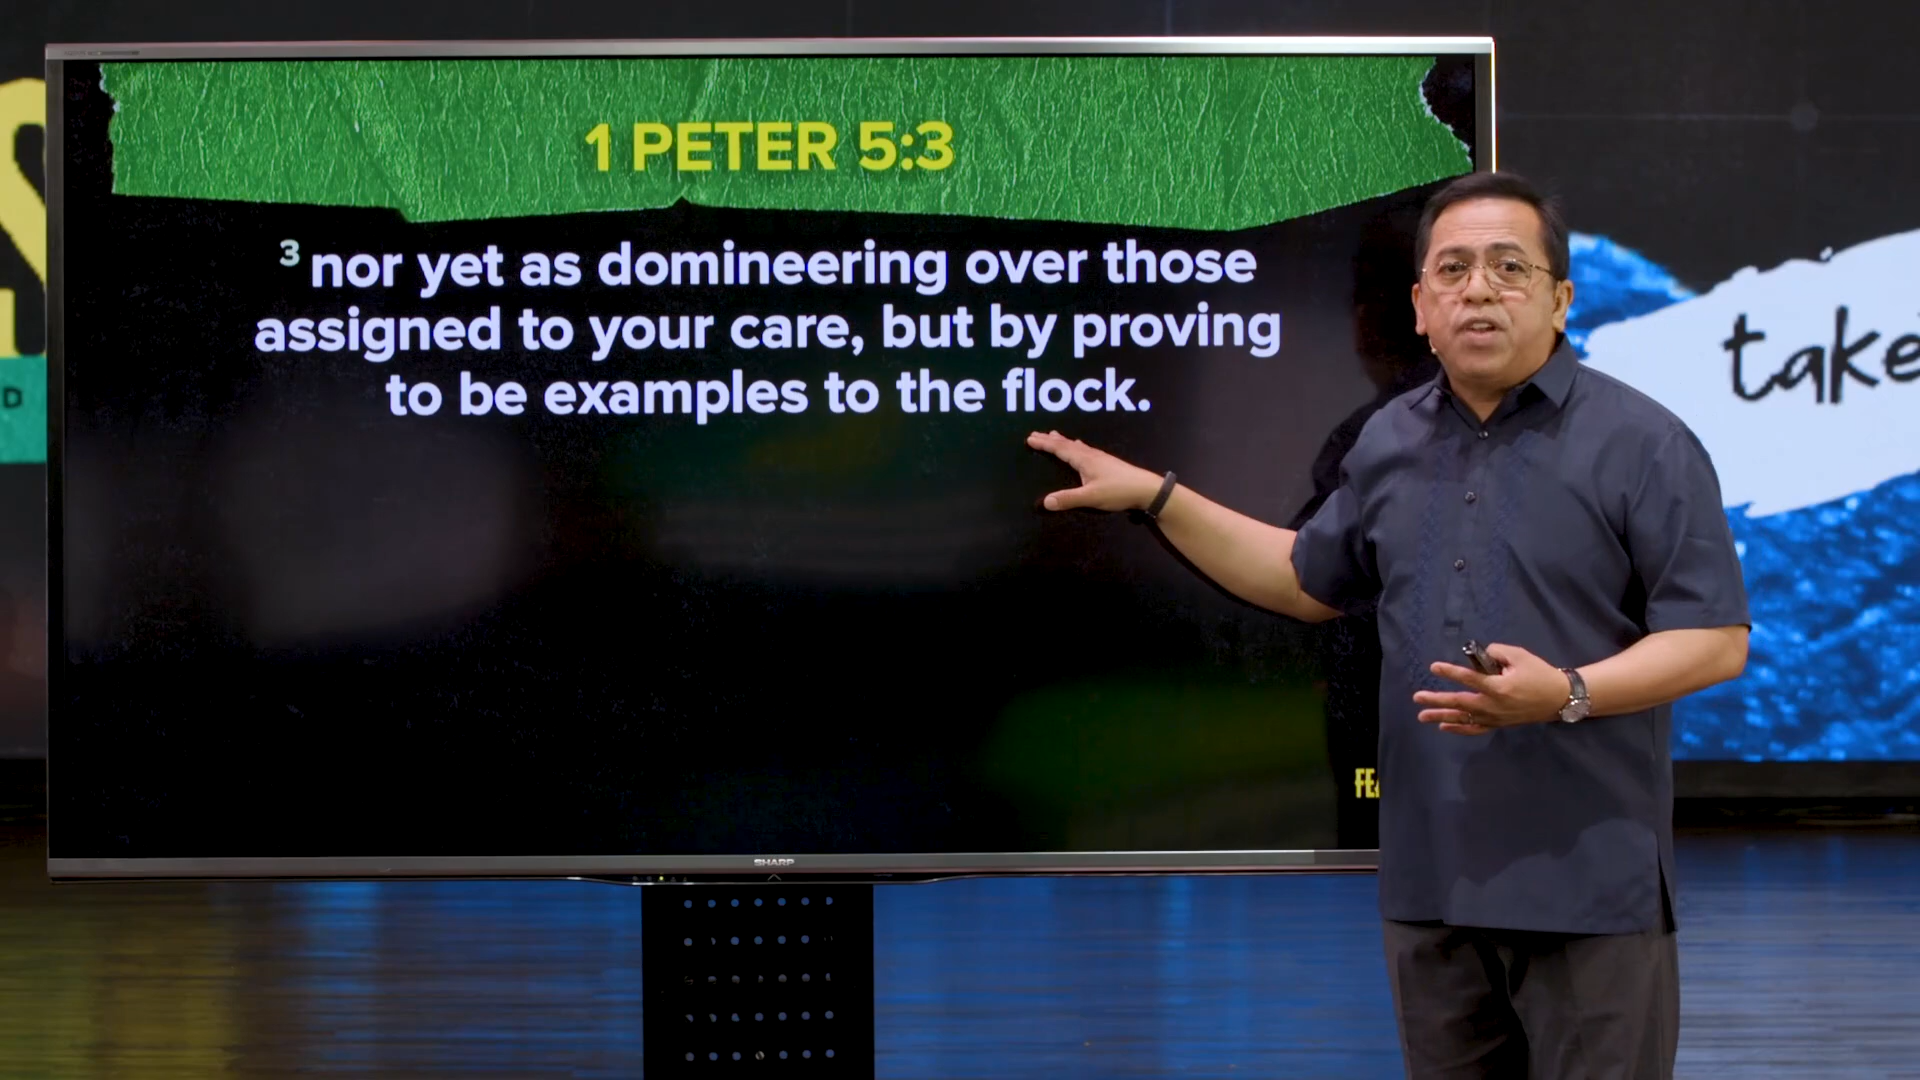 1 PETER 5:3
3 nor yet as domineering over those
assigned to your care, but by proving
to be examples to the flock.
take
SHARP
D